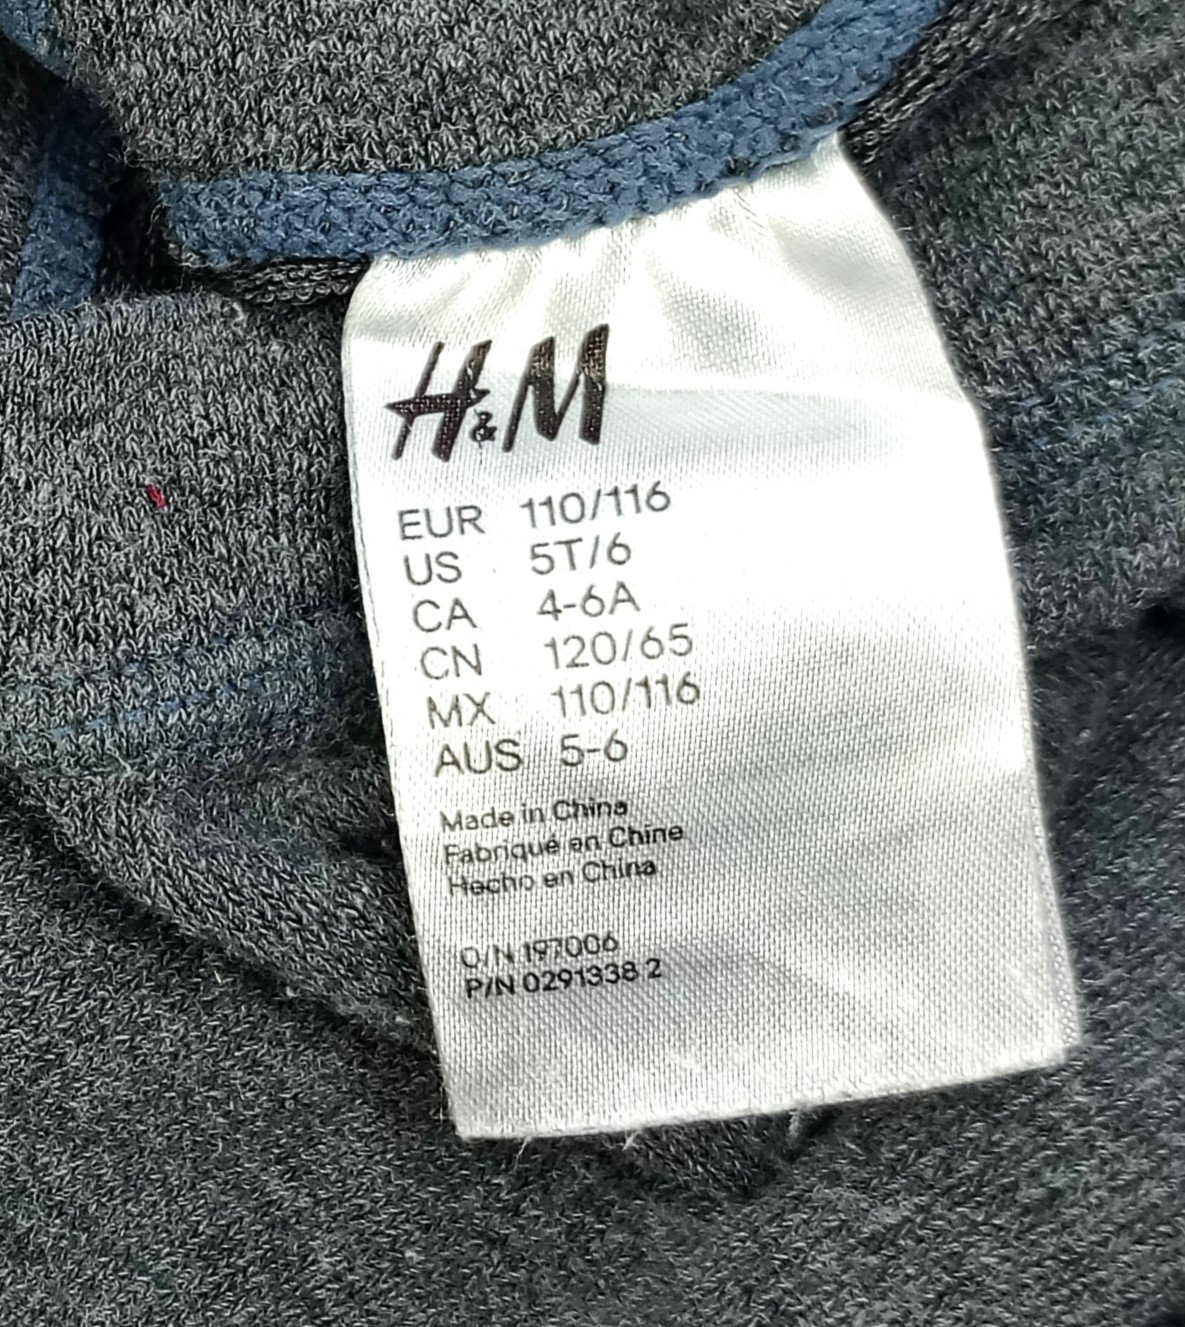 H&M
EUR 110/116
US 5T/6
CA 4-6A
CN 120/65
MX 110/116
AUS 5-6
Made in China
Fabriqué en Chine
Hecho en China
O/N 197006
P/N 0291338 2